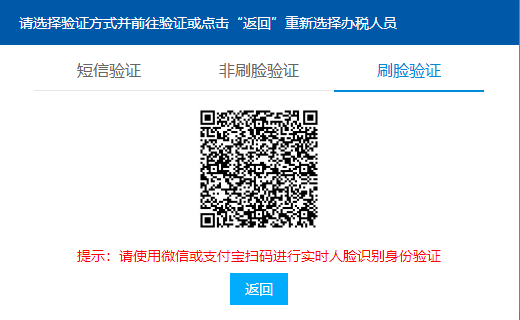 请选择验证方式并前往验证或点击“返回”重新选择办税人员
短信验证 非刷脸验证 刷脸验证
提示：请使用微信或支付宝扫码进行实时人脸识别身份验证
返回